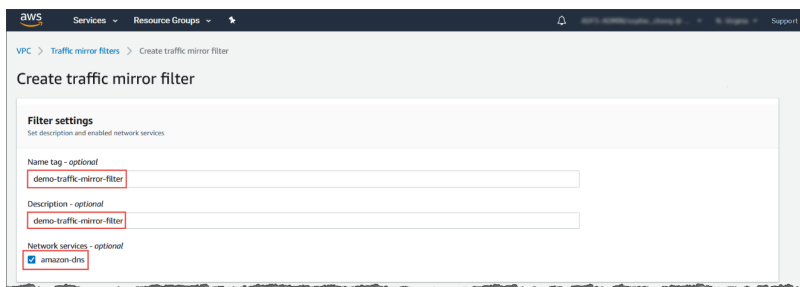 aws Services Resource Groups Support
VPC > Traffic mirror filters > Create traffic mirror filter
Create traffic mirror filter
Filter settings
Set description and enabled network services
Name tag - optional
demo-traffic-mirror-filter
Description - optional
demo-traffic-mirror-filter
Network services - optional
amazon-dns